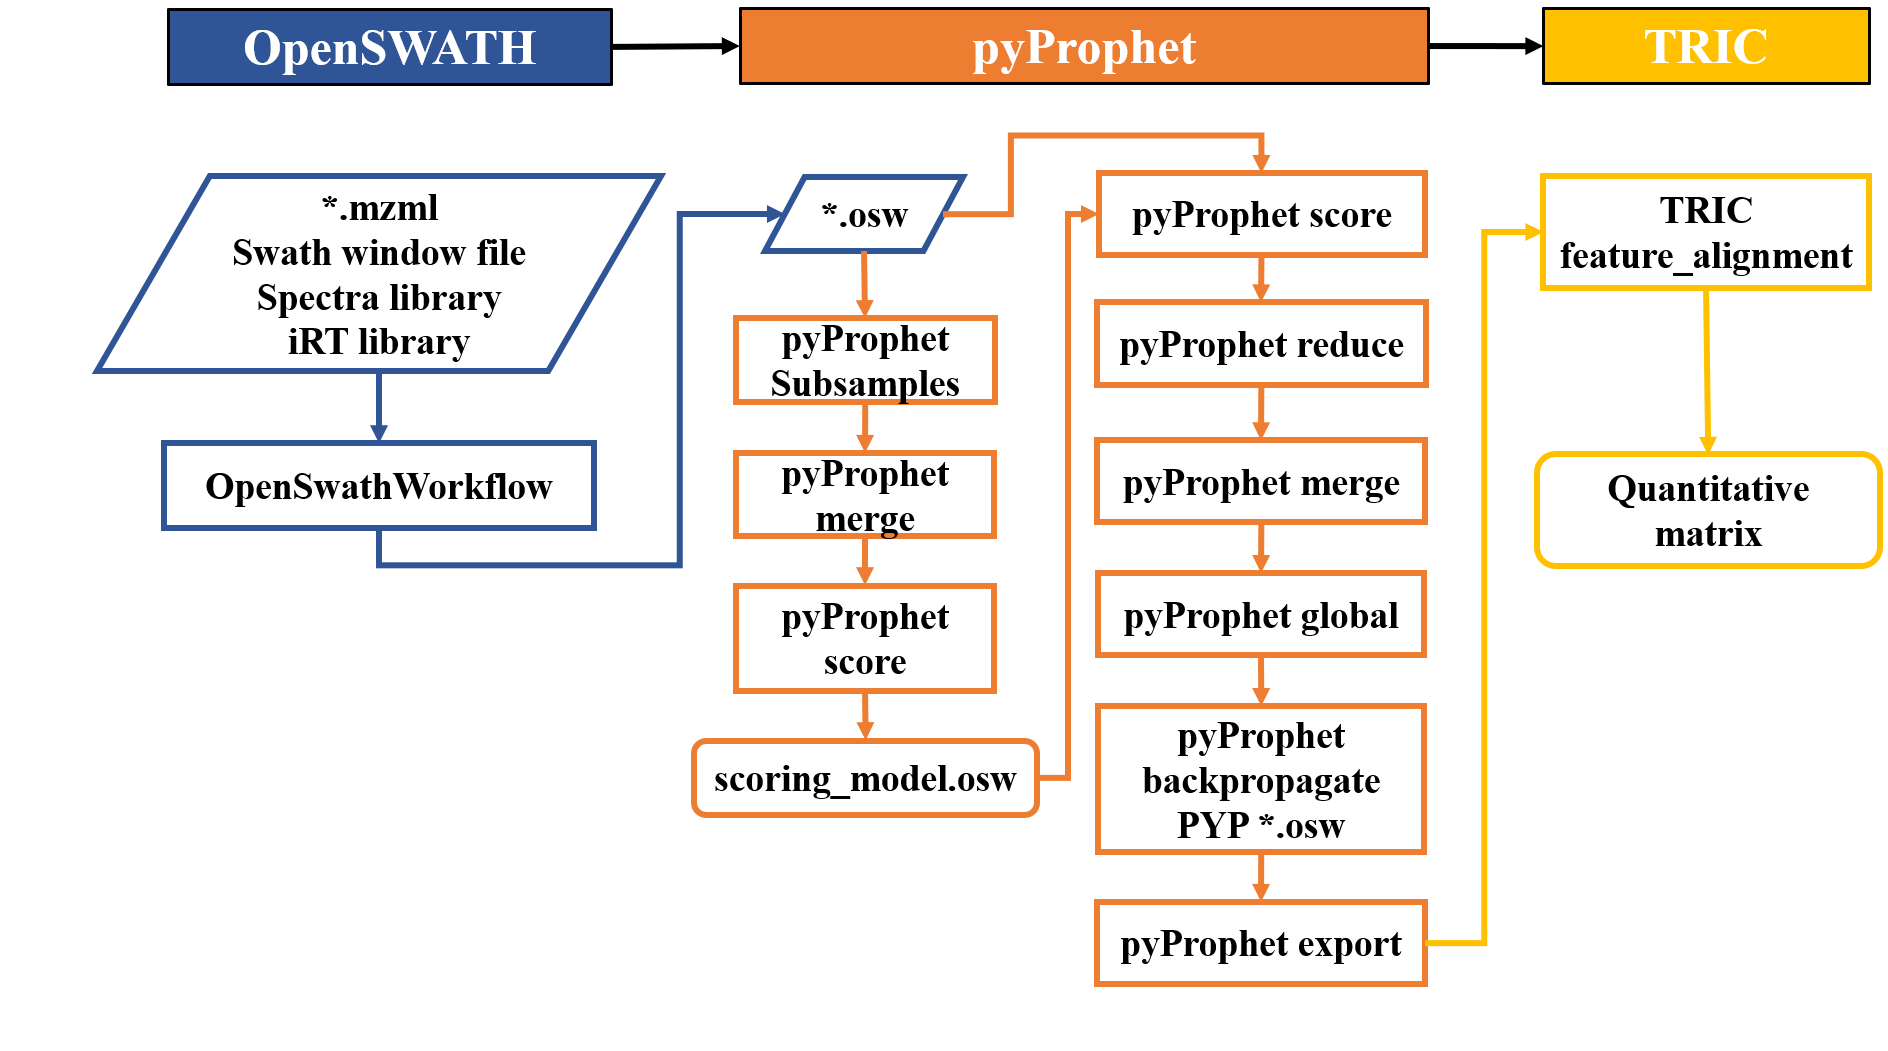 OpenSWATH
pyProphet
TRIC
*.mzml
Swath window file
Spectra library
iRT library
OpenSwathWorkflow
*.osw
pyProphet
Subsamples
pyProphet
merge
pyProphet
score
scoring_model.osw
pyProphet score
pyProphet reduce
pyProphet merge
pyProphet global
pyProphet
backpropagate
PYP *.osw
pyProphet export
TRIC
feature_alignment
Quantitative
matrix